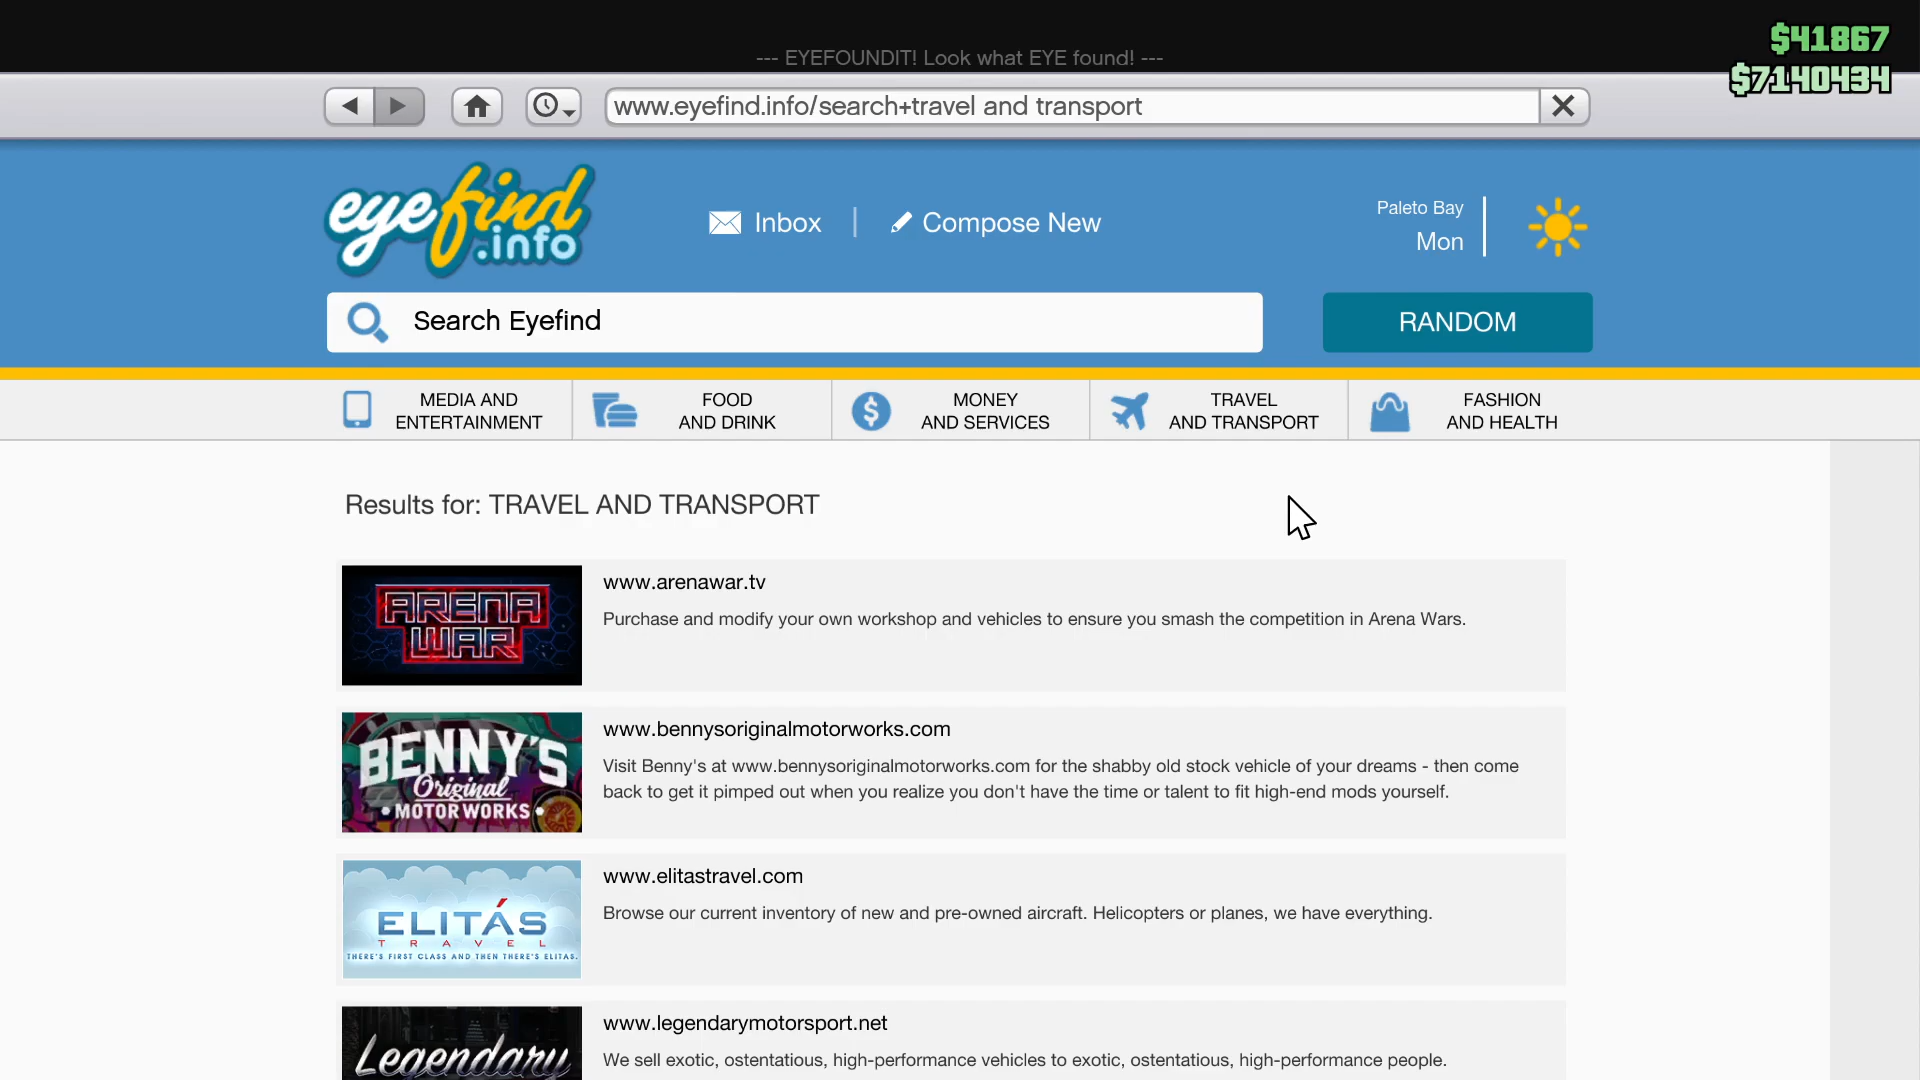 $41867
--- EYEFOUNDIT! Look what EYE found! ---
$7140434
www.eyefind.info/search+travel and transport
eyefind
.info
Inbox
Compose New
Paleto Bay
Mon
Search Eyefind
RANDOM
MEDIA AND
ENTERTAINMENT
FOOD
AND DRINK
MONEY
AND SERVICES
TRAVEL
AND TRANSPORT
FASHION
AND HEALTH
Results for: TRAVEL AND TRANSPORT
ARENA
WAR
www.arenawar.tv
Purchase and modify your own workshop and vehicles to ensure you smash the competition in Arena Wars.
BENNY'S
Original
MOTOR WORKS
www.bennysoriginalmotorworks.com
Visit Benny's at www.bennysoriginalmotorworks.com for the shabby old stock vehicle of your dreams - then come
back to get it pimped out when you realize you don't have the time or talent to fit high-end mods yourself.
ELITÁS
TRAVEL
THERE'S FIRST CLASS AND THEN THERE'S ELITAS.
www.elitastravel.com
Browse our current inventory of new and pre-owned aircraft. Helicopters or planes, we have everything.
Legendary
www.legendarymotorsport.net
We sell exotic, ostentatious, high-performance vehicles to exotic, ostentatious, high-performance people.